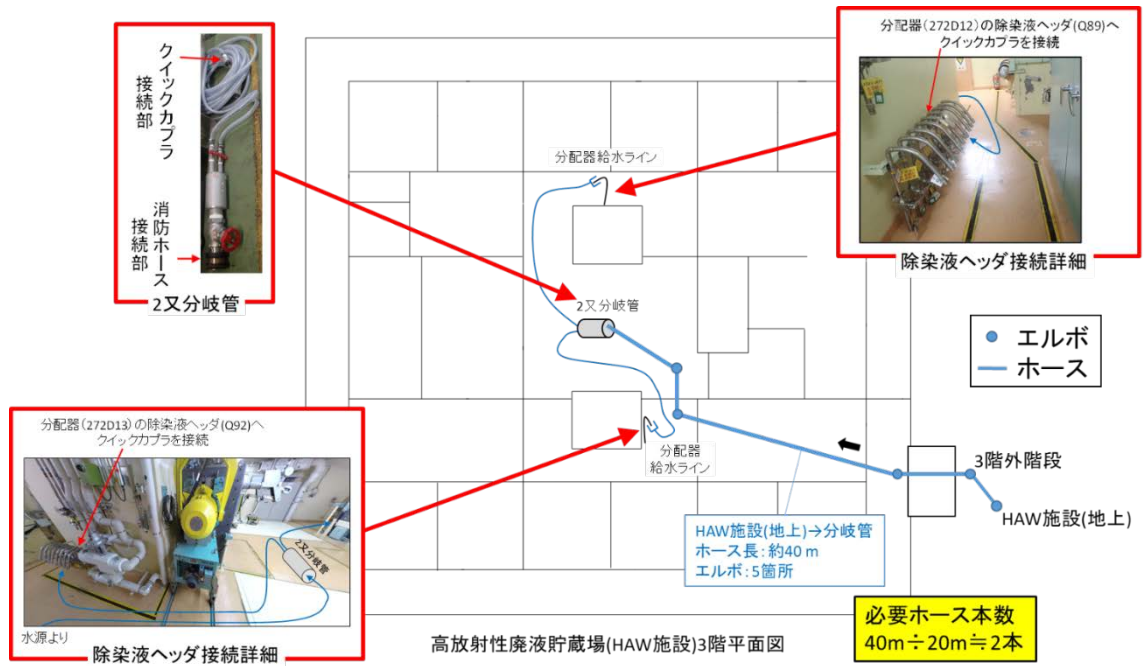 クイックカプラ
接続部
消防ホース
接続部
2又分岐管
分配器(272D12)の除染液ヘッダ(Q89)へ
クイックカプラを接続
除染液ヘッダ接続詳細
分配器給水ライン
2又分岐管
エルボ
ホース
分配器(272D13)の除染液ヘッダ(Q92)へ
クイックカプラを接続
2又分岐管
水源より
除染液ヘッダ接続詳細
分配器
給水ライン
3階外階段
HAW施設(地上)
HAW施設(地上)→分岐管
ホース長:約40 m
エルボ:5箇所
必要ホース本数
40m÷20m≒2本
高放射性廃液貯蔵場(HAW施設)3階平面図